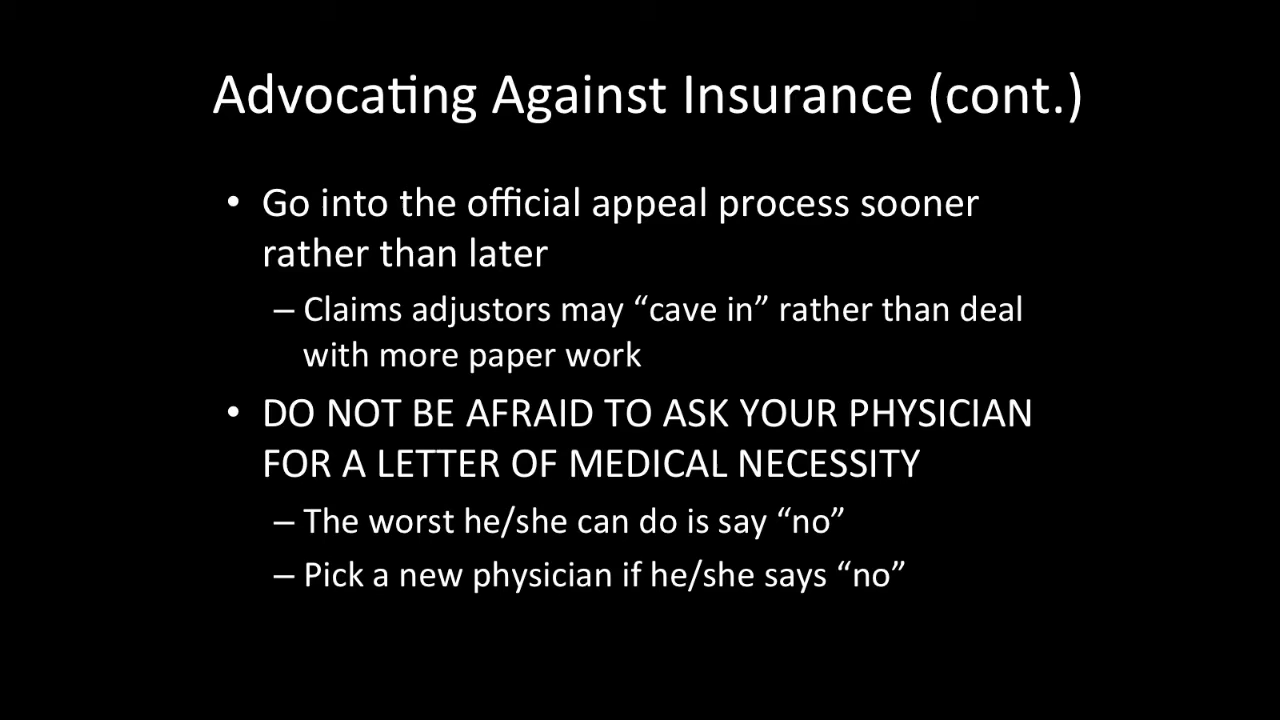 Advocating Against Insurance (cont.)
• Go into the official appeal process sooner
rather than later
– Claims adjustors may “cave in” rather than deal
with more paper work
• DO NOT BE AFRAID TO ASK YOUR PHYSICIAN
FOR A LETTER OF MEDICAL NECESSITY
– The worst he/she can do is say “no”
– Pick a new physician if he/she says “no”